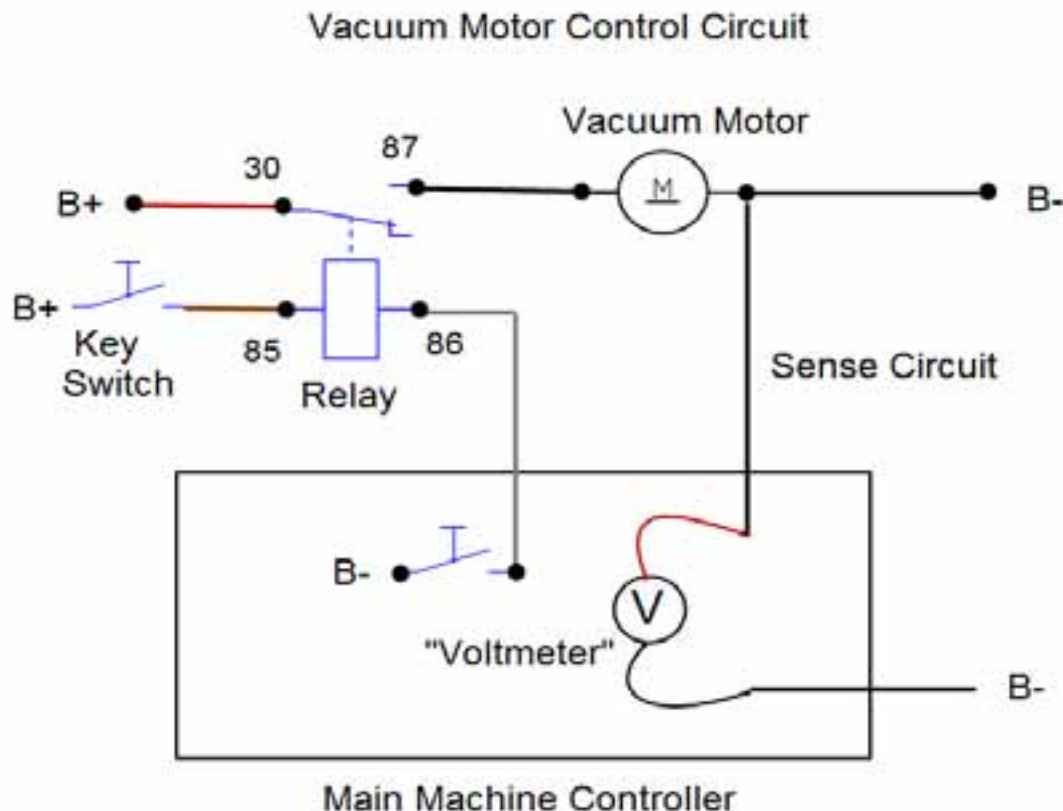 Vacuum Motor Control Circuit
Vacuum Motor
87
30
B+
M
B-
B+
Key
Switch
85
86
Relay
Sense Circuit
B-
V
"Voltmeter"
B-
Main Machine Controller